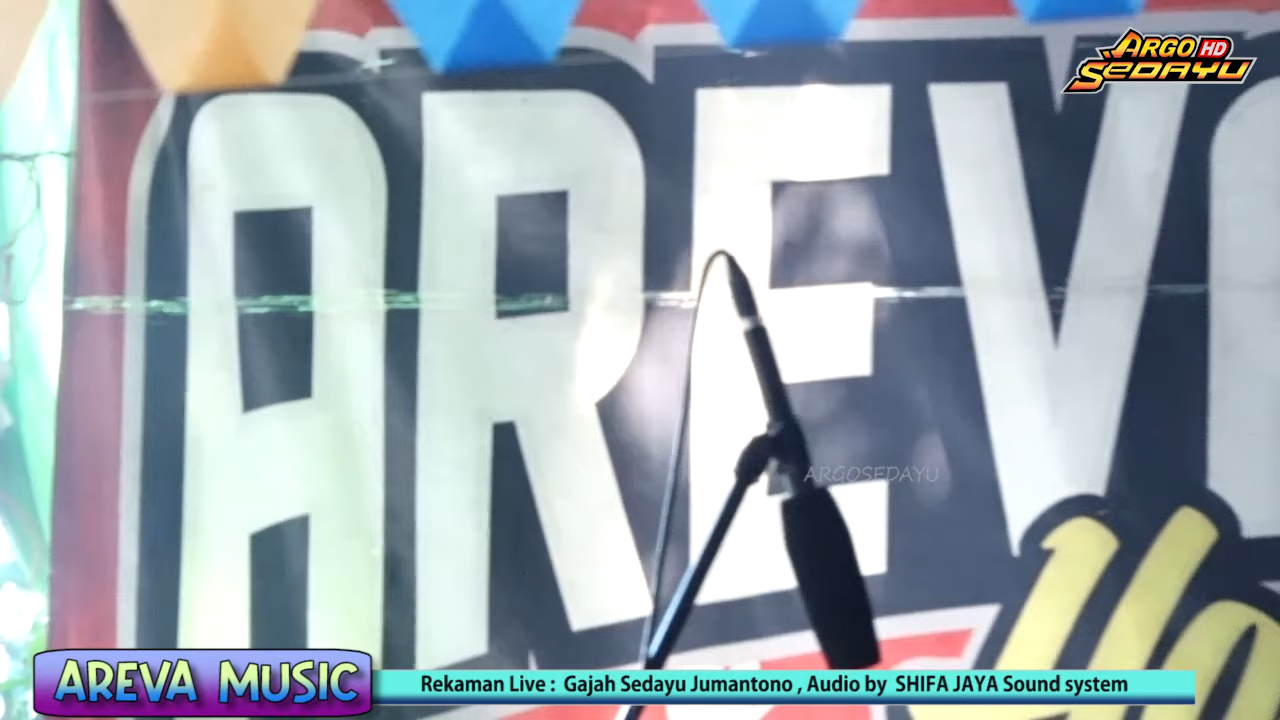 ARGO HD
SEDAYU
AREV
ARGOSEDAYU
AREVA MUSIC
Rekaman Live : Gajah Sedayu Jumantono , Audio by SHIFA JAYA Sound system